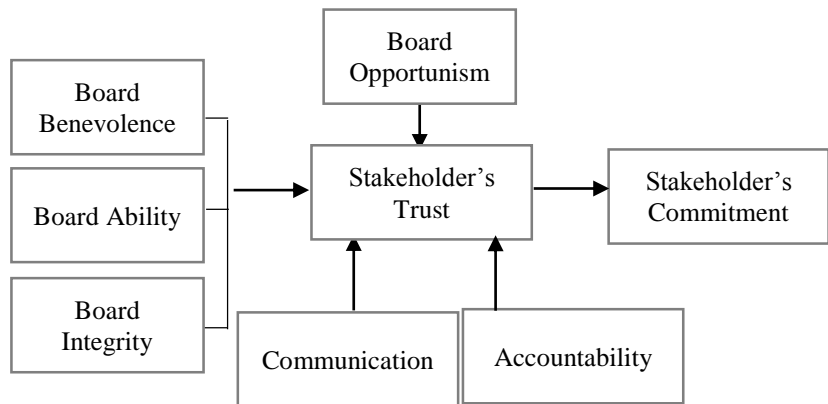 Board
Opportunism
Board
Benevolence
Board Ability
Board
Integrity
Stakeholder’s
Trust
Stakeholder’s
Commitment
Communication
Accountability